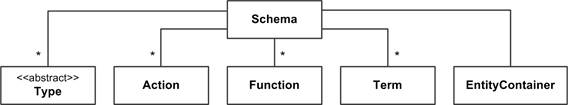 Schema
* * * *
<<abstract>>
Type
Action
Function
Term
EntityContainer